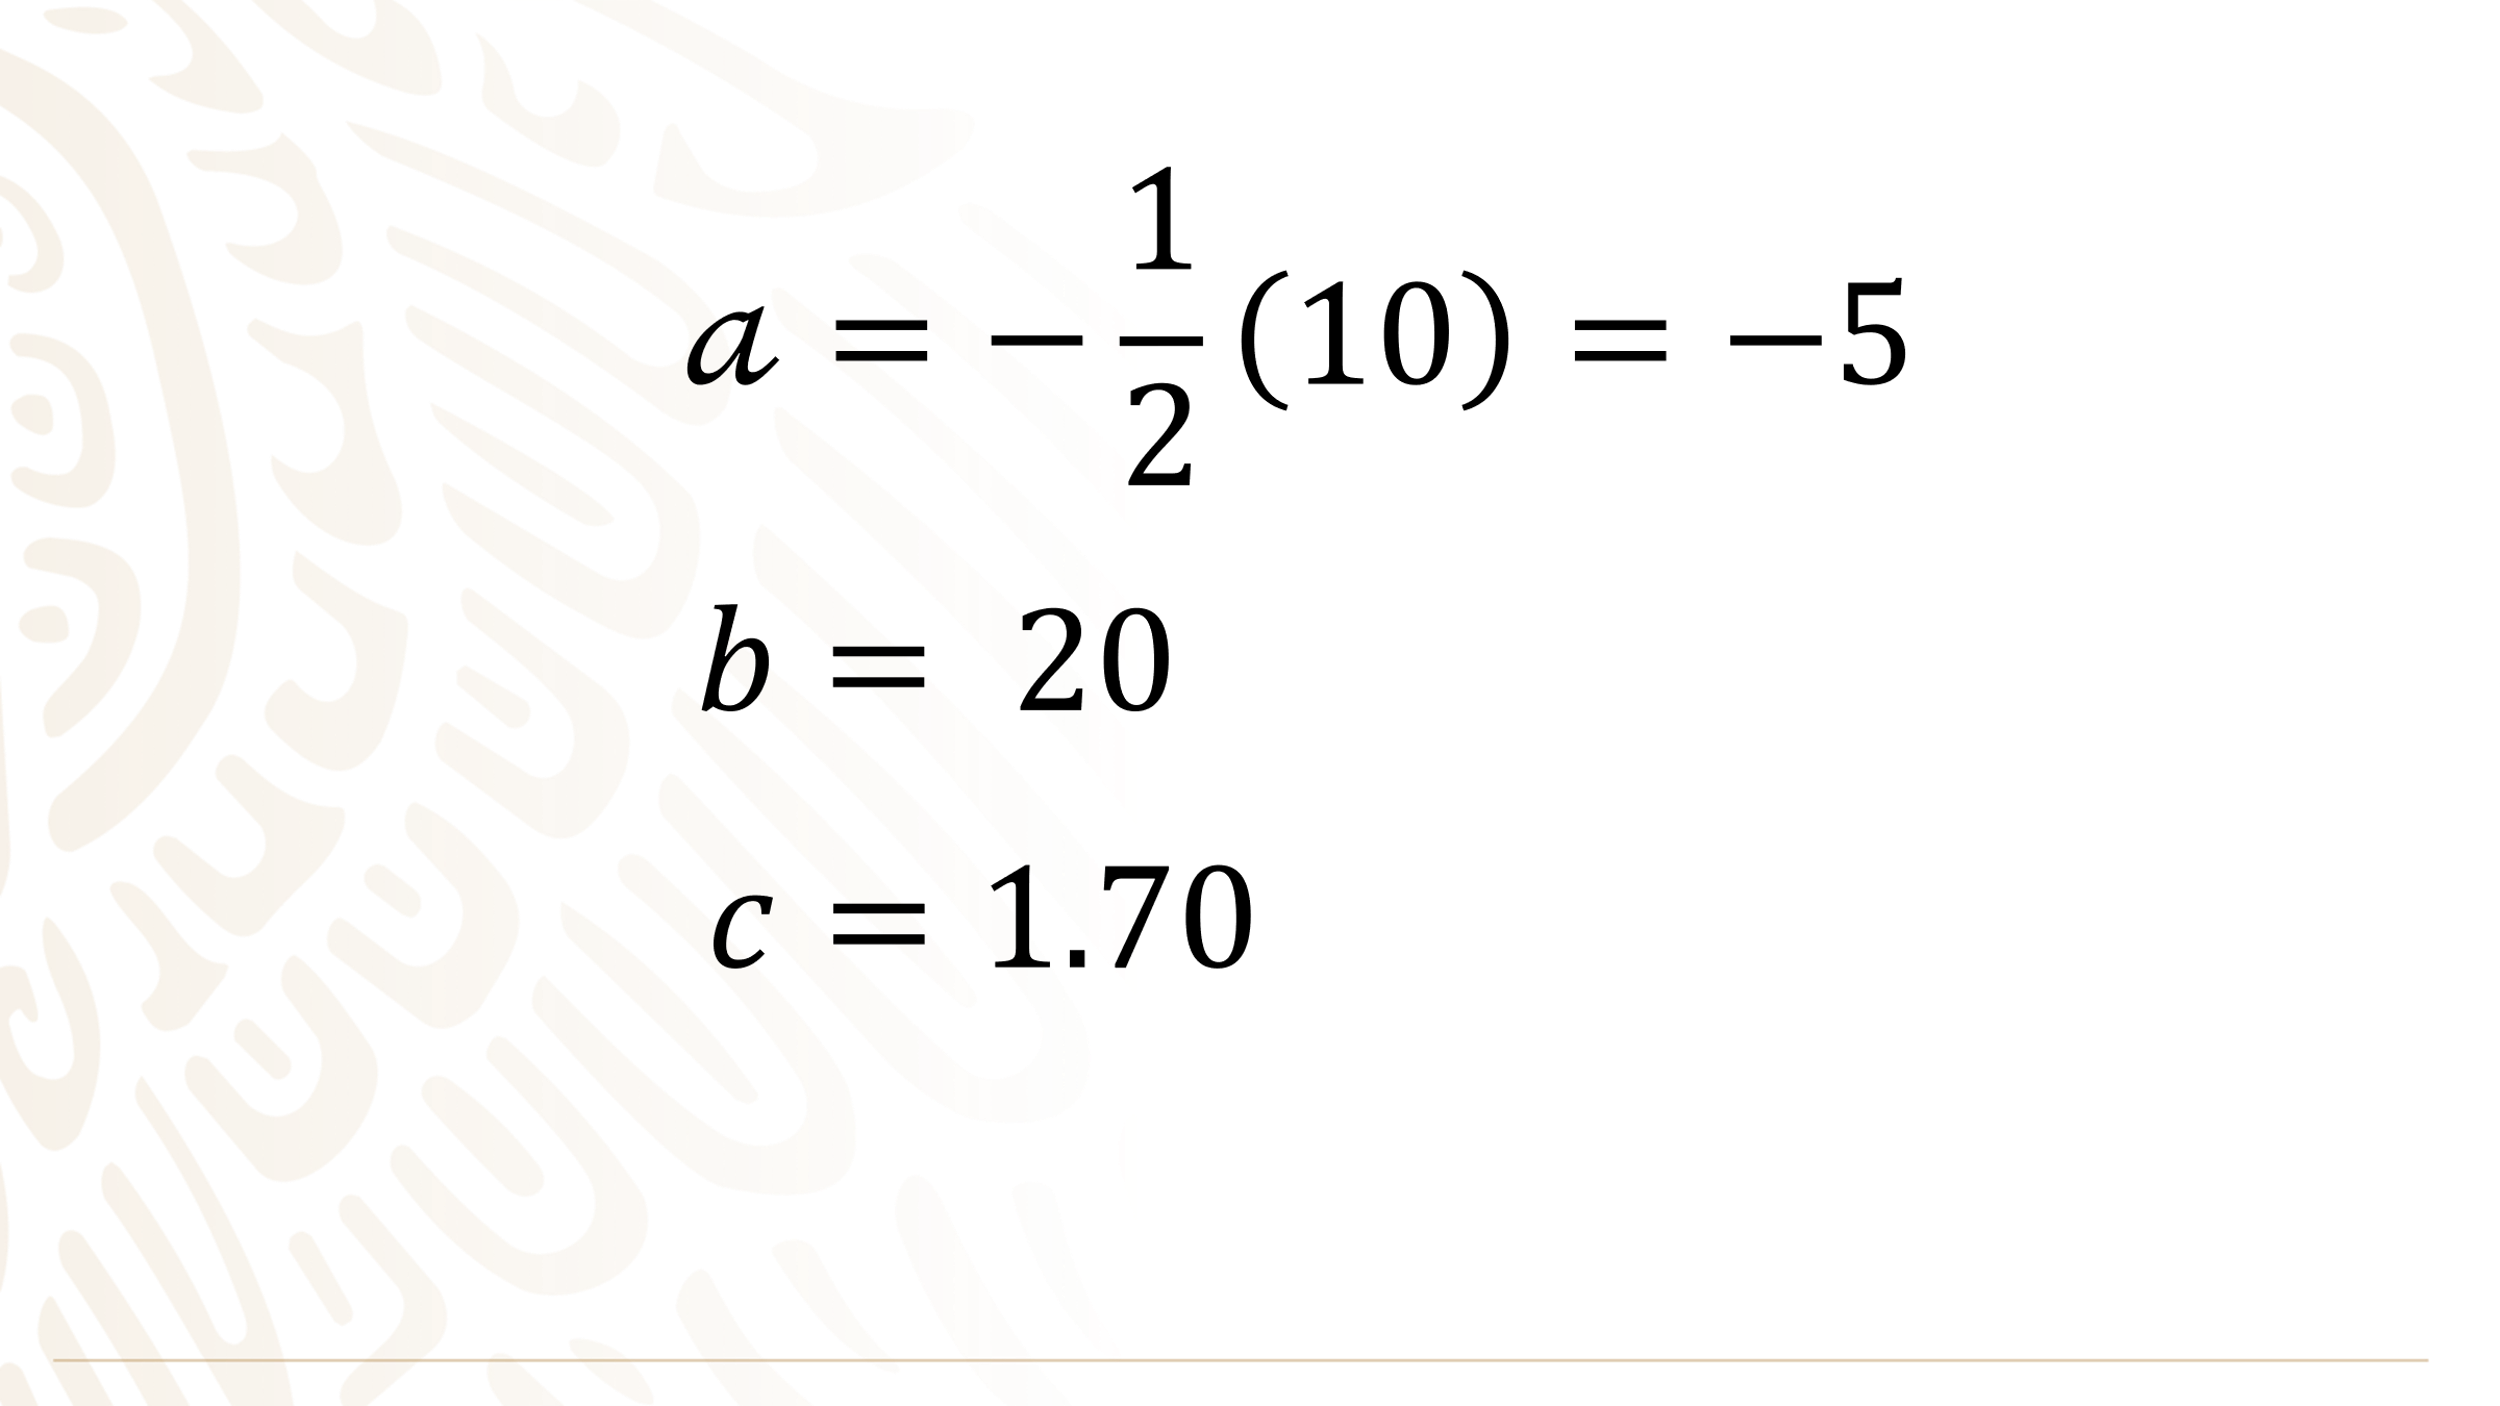 a = −1/2(10) = −5
b = 20
c = 1.70